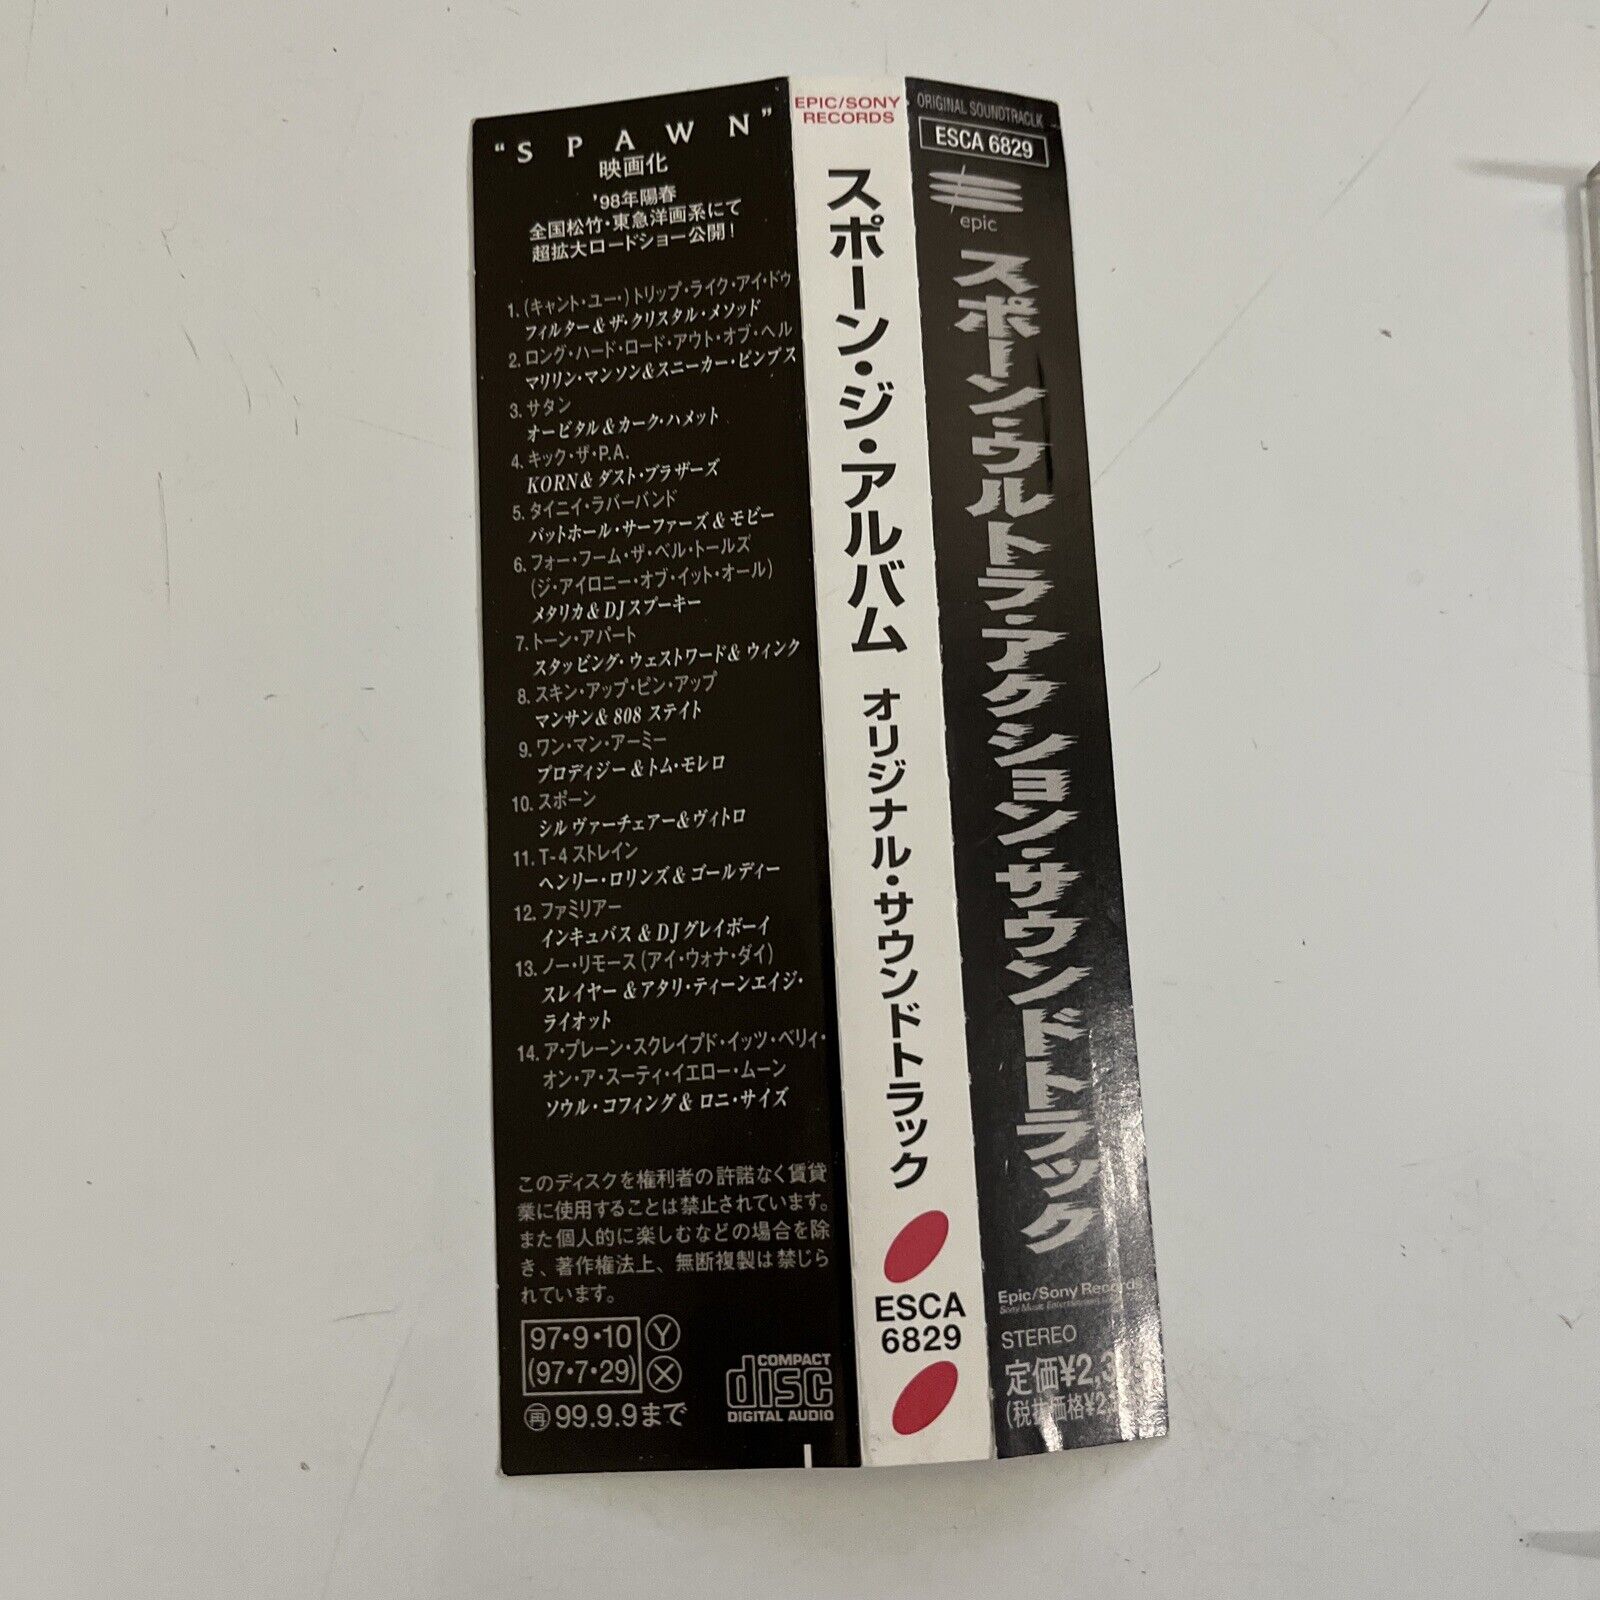 "SPAWN"
映画化
'98年陽春
全国松竹・東急洋画系にて
超拡大ロードショー公開!
1.(キャント・ユー・)トリップ・ライク・アイ・ドゥ
フィルター&ザ・クリスタル・メソッド
2.ロング・ハード・ロード・アウト・オブ・ヘル
マリリン・マンソン&スニーカー・ピンプス
3.サタン
オービタル&カーク・ハメット
4.キック・ザ・P.A.
KORN&ダスト・ブラザーズ
5.タイニイ・ラバーバンド
バットホール・サーファーズ&モビー
6.フォー・フーム・ザ・ベル・トールズ
(ジ・アイロニー・オブ・イット・オール)
メタリカ&DJスプーキー
7.トーン・アパート
スタッビング・ウェストワード&ウィンク
8.スキン・アップ・ピン・アップ
マンサン&808ステイト
9.ワン・マン・アーミー
プロディジー&トム・モレロ
10.スポーン
シルヴァーチェアー&ヴィトロ
11.T-4ストレイン
ヘンリー・ロリンズ&ゴールディー
12.ファミリアー
インキュバス&DJグレイボーイ
13.ノー・リモース(アイ・ウォナ・ダイ)
スレイヤー&アタリ・ティーンエイジ・
ライオット
14.ア・プレーン・スクレイプド・イッツ・ベリィ・
オン・ア・スーティ・イエロー・ムーン
ソウル・コフィング&ロニ・サイズ
このディスクを権利者の許諾なく賃貸
業に使用することは禁止されています。
また個人的に楽しむなどの場合を除
き、著作権法上、無断複製は禁じら
れています。
97・9・10 Y
(97・7・29) X
再 99.9.9まで
COMPACT
disc
DIGITAL AUDIO
EPIC/SONY
RECORDS
スポーン・ジ・アルバム オリジナル・サウンドトラック
ESCA
6829
ORIGINAL SOUNDTRACLK
ESCA 6829
epic
スポーン・ウルトラ・アクション・サウンドトラック
Epic/Sony Records
Sony Music Entertainment
STEREO
定価¥2,3
(税抜価格¥2,